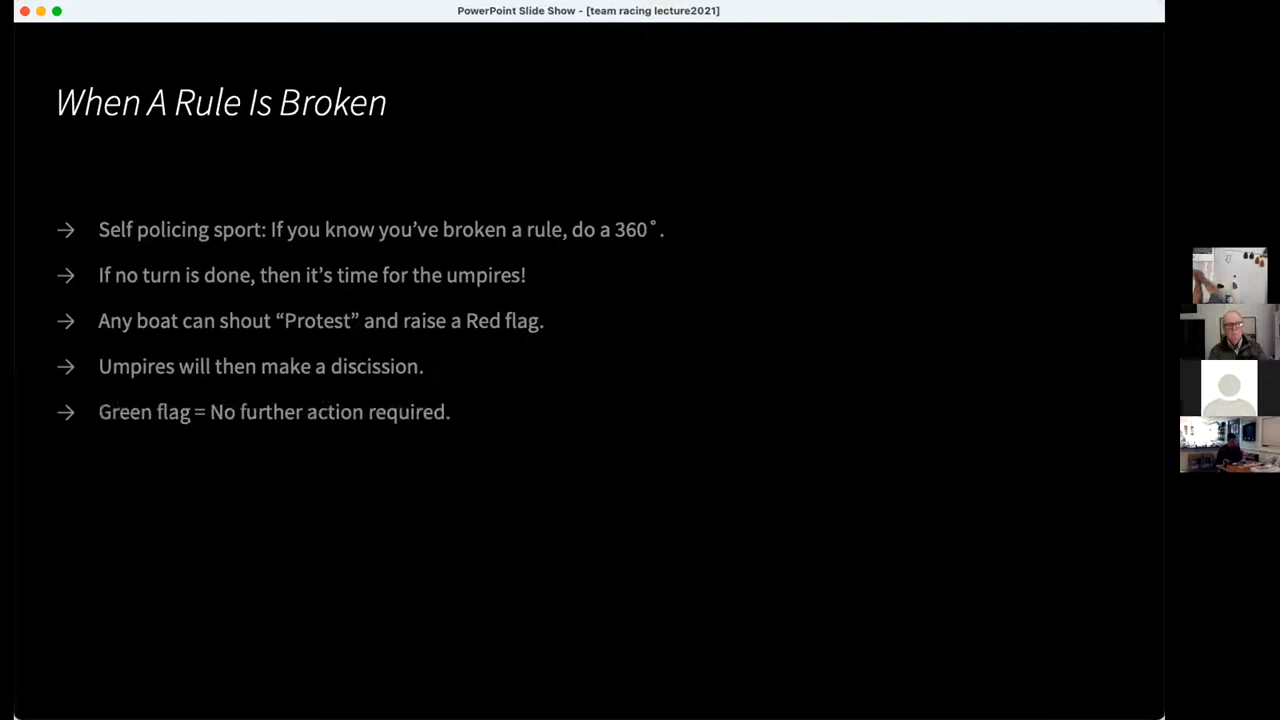 PowerPoint Slide Show - [team racing lecture2021]
When A Rule Is Broken
→ Self policing sport: If you know you’ve broken a rule, do a 360˚.
→ If no turn is done, then it’s time for the umpires!
→ Any boat can shout “Protest” and raise a Red flag.
→ Umpires will then make a discission.
→ Green flag = No further action required.